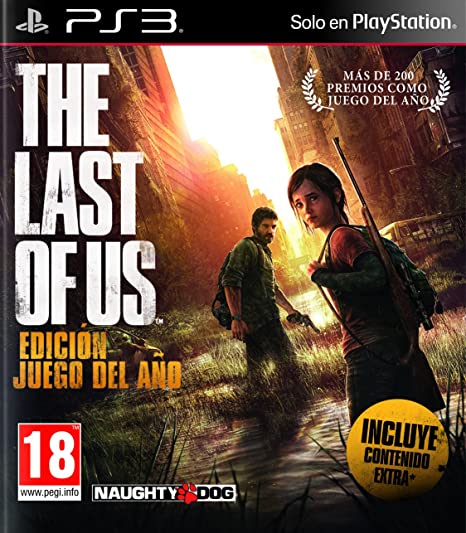 PS3
Solo en PlayStation®
MÁS DE 200
PREMIOS COMO
JUEGO DEL AÑO
THE
LAST
OF US™
EDICIÓN
JUEGO DEL AÑO
INCLUYE
CONTENIDO
EXTRA*
18
www.pegi.info
NAUGHTY DOG